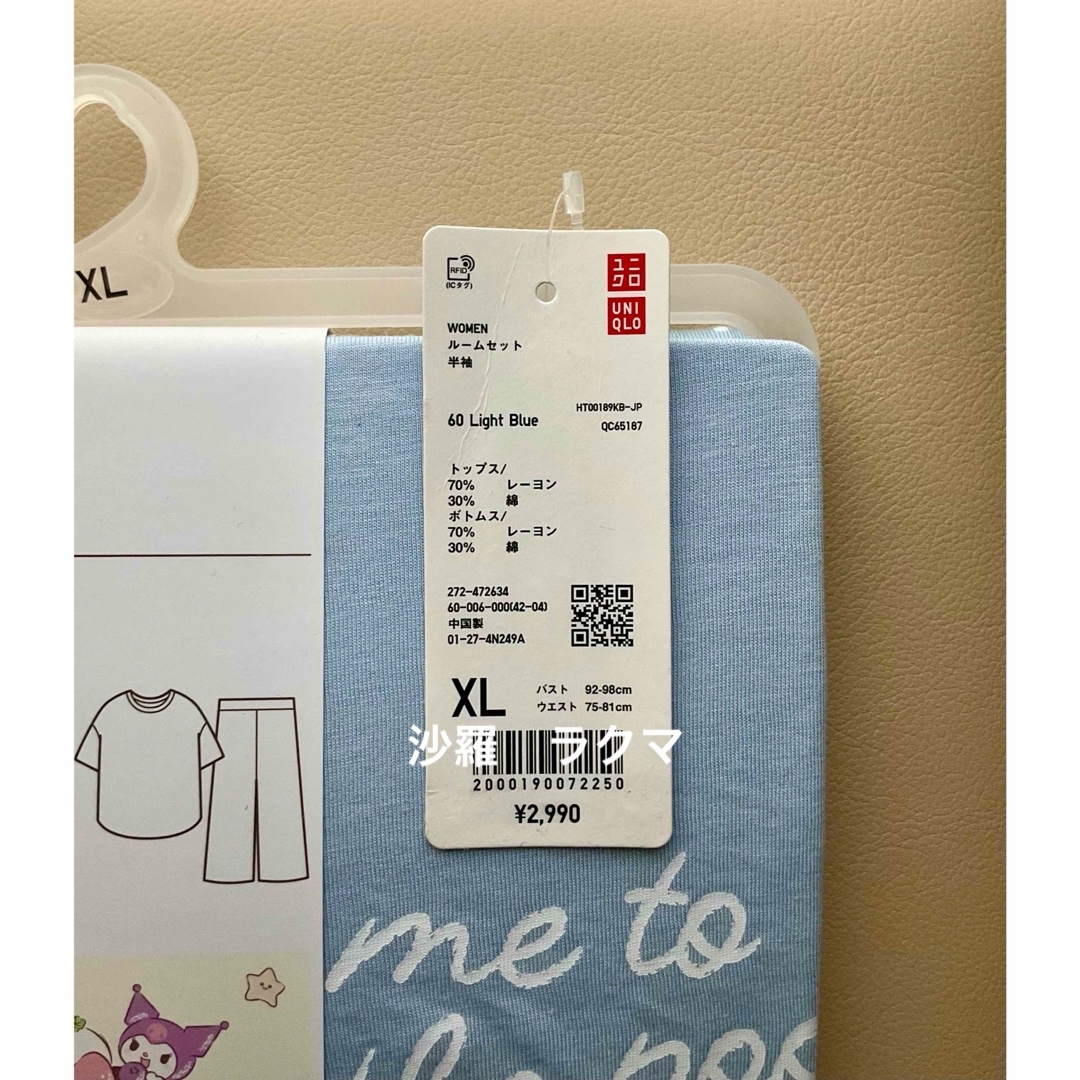 XL
RFID
(ICタグ)
ユニ
クロ
UNI
QLO
WOMEN
ルームセット
半袖
60 Light Blue
HT00189KB-JP
QC65187
トップス/
70% レーヨン
30% 綿
ボトムス/
70% レーヨン
30% 綿
272-472634
60-006-000(42-04)
中国製
01-27-4N249A
XL
バスト 92-98cm
ウエスト 75-81cm
沙羅 ラクマ
2000190072250
¥2,990
me to